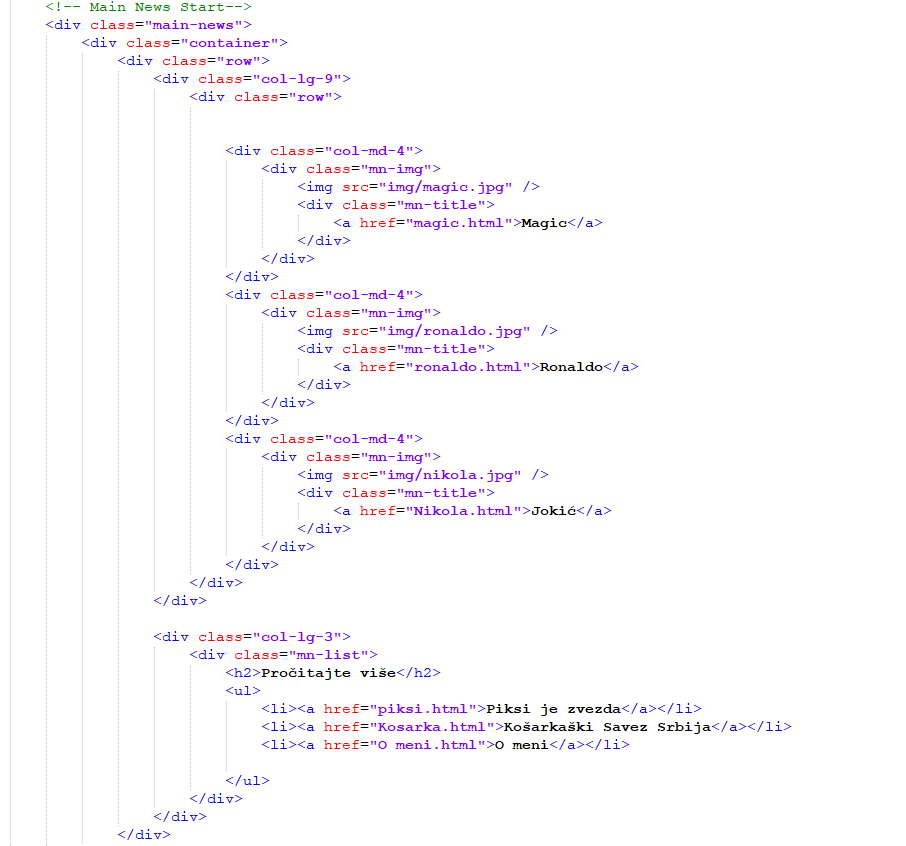 <!-- Main News Start-->
<div class="main-news">
<div class="container">
<div class="row">
<div class="col-lg-9">
<div class="row">
<div class="col-md-4">
<div class="mn-img">
<img src="img/magic.jpg" />
<div class="mn-title">
<a href="magic.html">Magic</a>
</div>
</div>
</div>
<div class="col-md-4">
<div class="mn-img">
<img src="img/ronaldo.jpg" />
<div class="mn-title">
<a href="ronaldo.html">Ronaldo</a>
</div>
</div>
</div>
<div class="col-md-4">
<div class="mn-img">
<img src="img/nikola.jpg" />
<div class="mn-title">
<a href="Nikola.html">Jokić</a>
</div>
</div>
</div>
</div>
</div>
<div class="col-lg-3">
<div class="mn-list">
<h2>Pročitajte više</h2>
<ul>
<li><a href="piksi.html">Piksi je zvezda</a></li>
<li><a href="Kosarka.html">Košarkaški Savez Srbija</a></li>
<li><a href="O meni.html">O meni</a></li>
</ul>
</div>
</div>
</div>